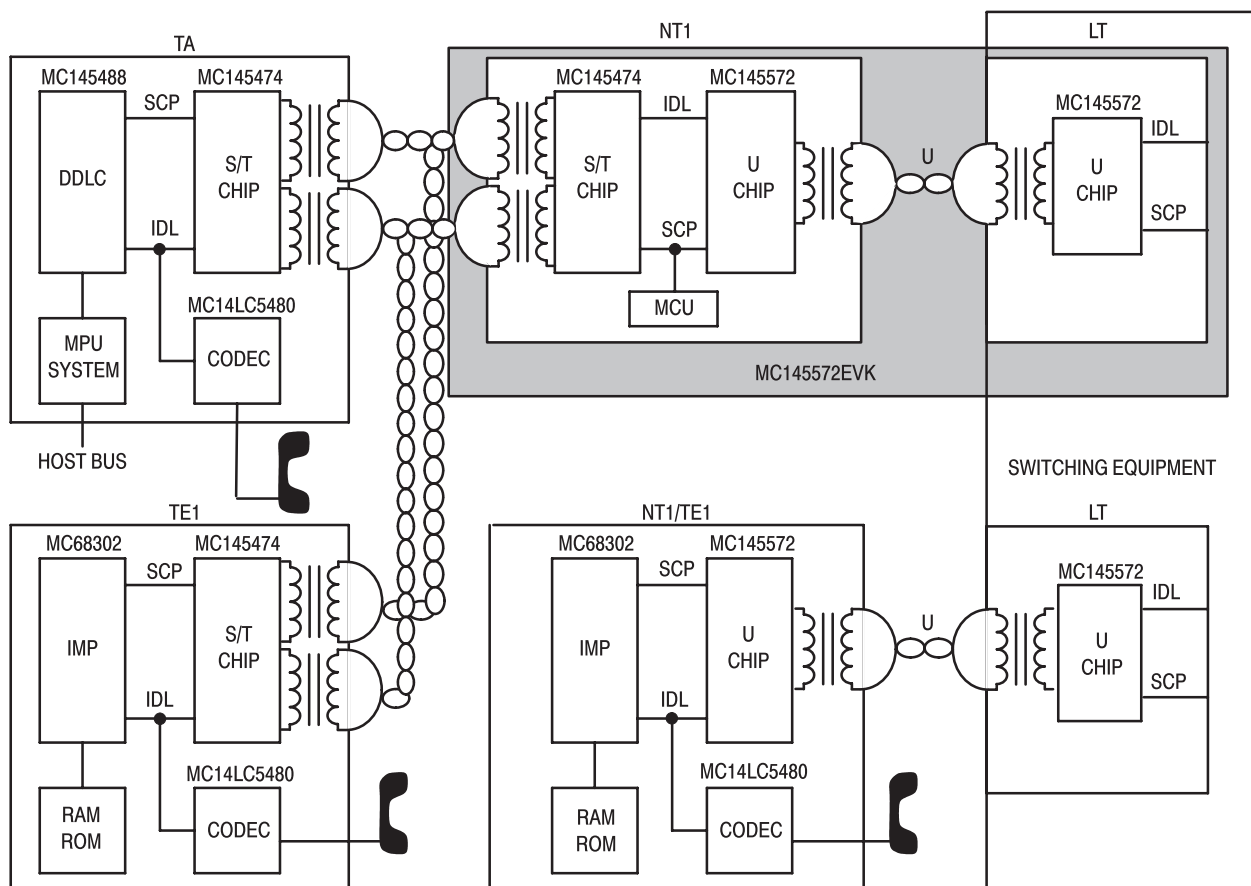 TA
MC145488
MC145474
SCP
DDLC
S/T
CHIP
IDL
MC14LC5480
MPU
SYSTEM
CODEC
HOST BUS
NT1
MC145474
MC145572
IDL
S/T
CHIP
U
CHIP
SCP
MCU
U
MC145572EVK
LT
MC145572
IDL
U
CHIP
SCP
SWITCHING EQUIPMENT
TE1
MC68302
MC145474
SCP
IMP
S/T
CHIP
IDL
MC14LC5480
RAM
ROM
CODEC
NT1/TE1
MC68302
MC145572
SCP
IMP
U
CHIP
IDL
MC14LC5480
RAM
ROM
CODEC
U
LT
MC145572
IDL
U
CHIP
SCP